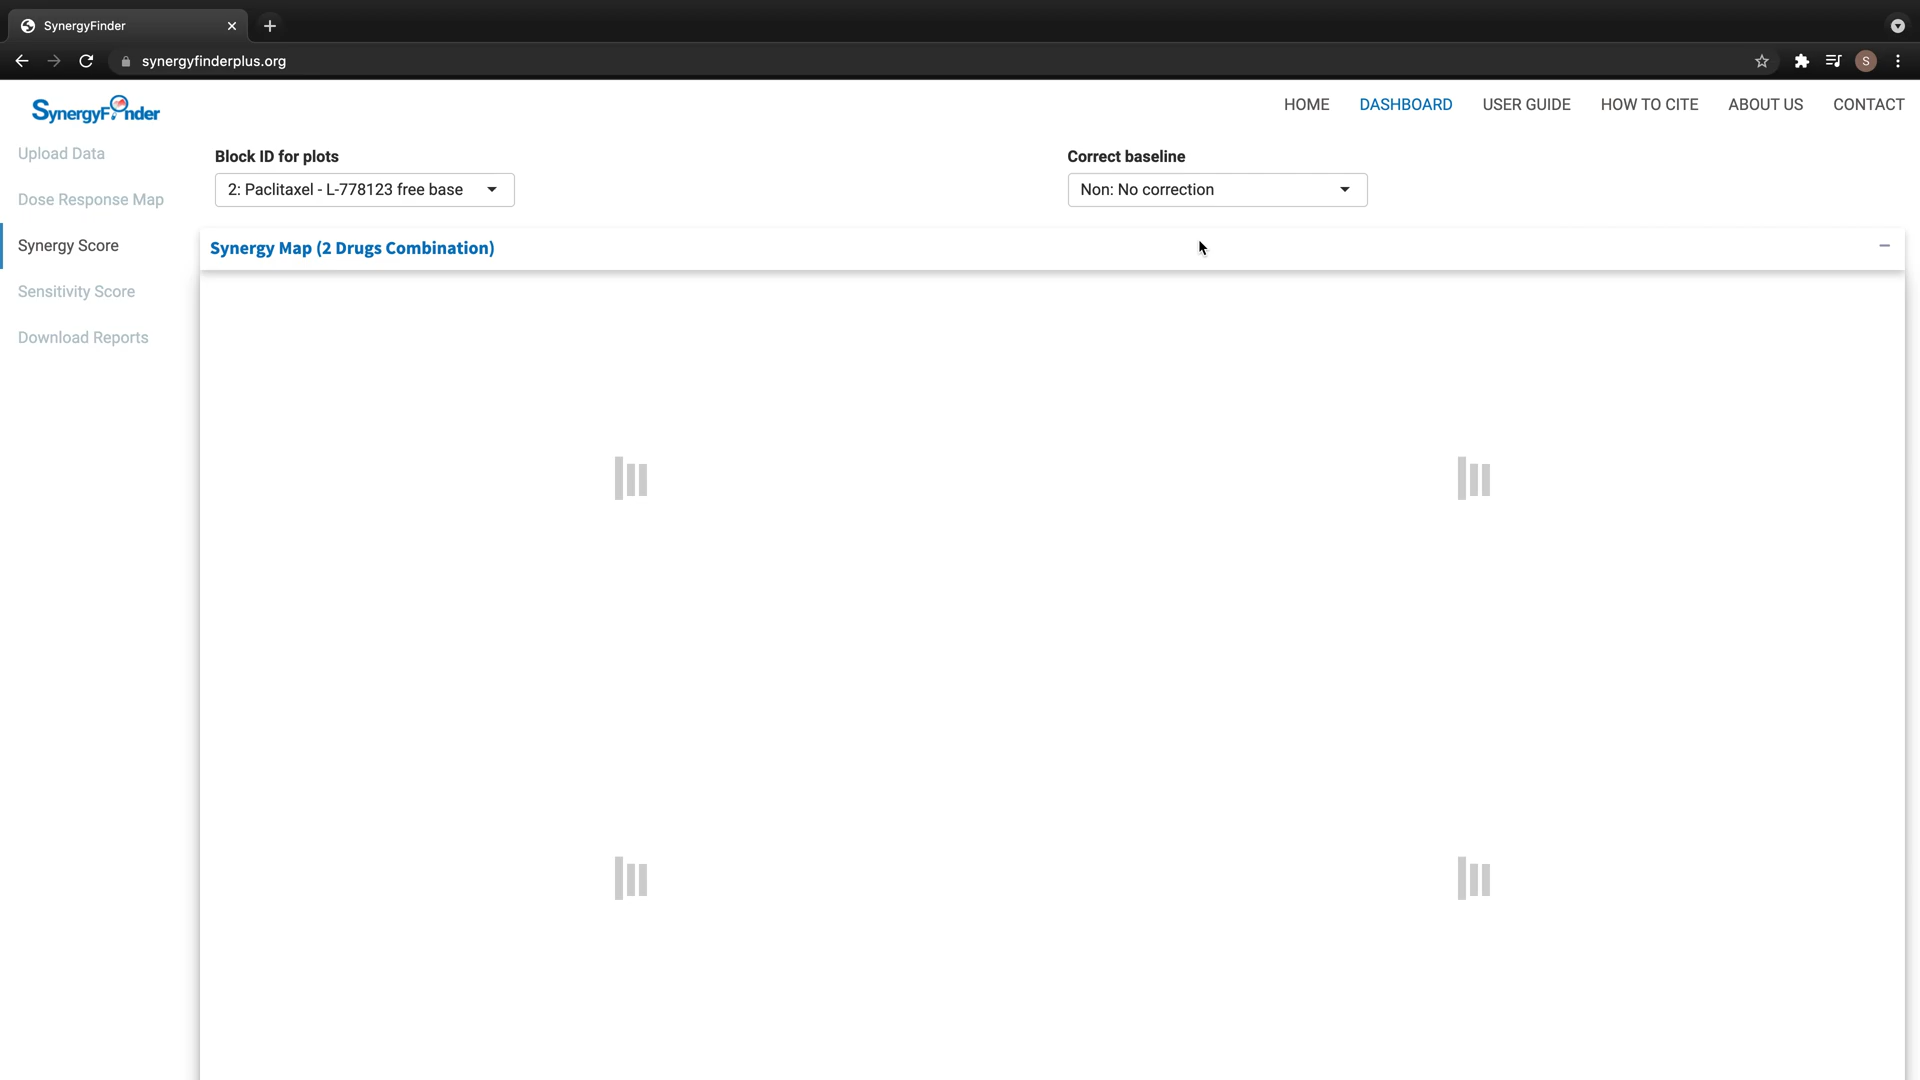 SynergyFinder
synergyfinderplus.org
S
SynergyFinder
HOME
DASHBOARD
USER GUIDE
HOW TO CITE
ABOUT US
CONTACT
Upload Data
Dose Response Map
Synergy Score
Sensitivity Score
Download Reports
Block ID for plots
2: Paclitaxel - L-778123 free base
Correct baseline
Non: No correction
Synergy Map (2 Drugs Combination)